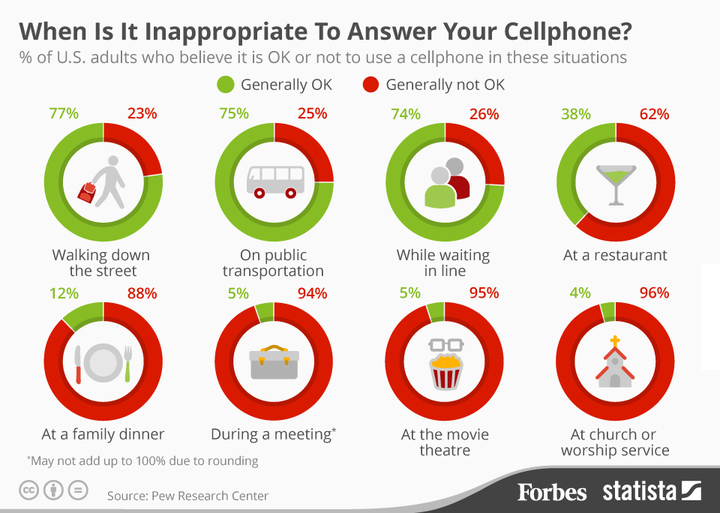 When Is It Inappropriate To Answer Your Cellphone?
% of U.S. adults who believe it is OK or not to use a cellphone in these situations
Generally OK Generally not OK
77% 23% 75% 25% 74% 26% 38% 62%
Walking down
the street
On public
transportation
While waiting
in line
At a restaurant
12% 88% 5% 94% 5% 95% 4% 96%
At a family dinner
During a meeting*
At the movie
theatre
At church or
worship service
*May not add up to 100% due to rounding
cc
Source: Pew Research Center
Forbes statista